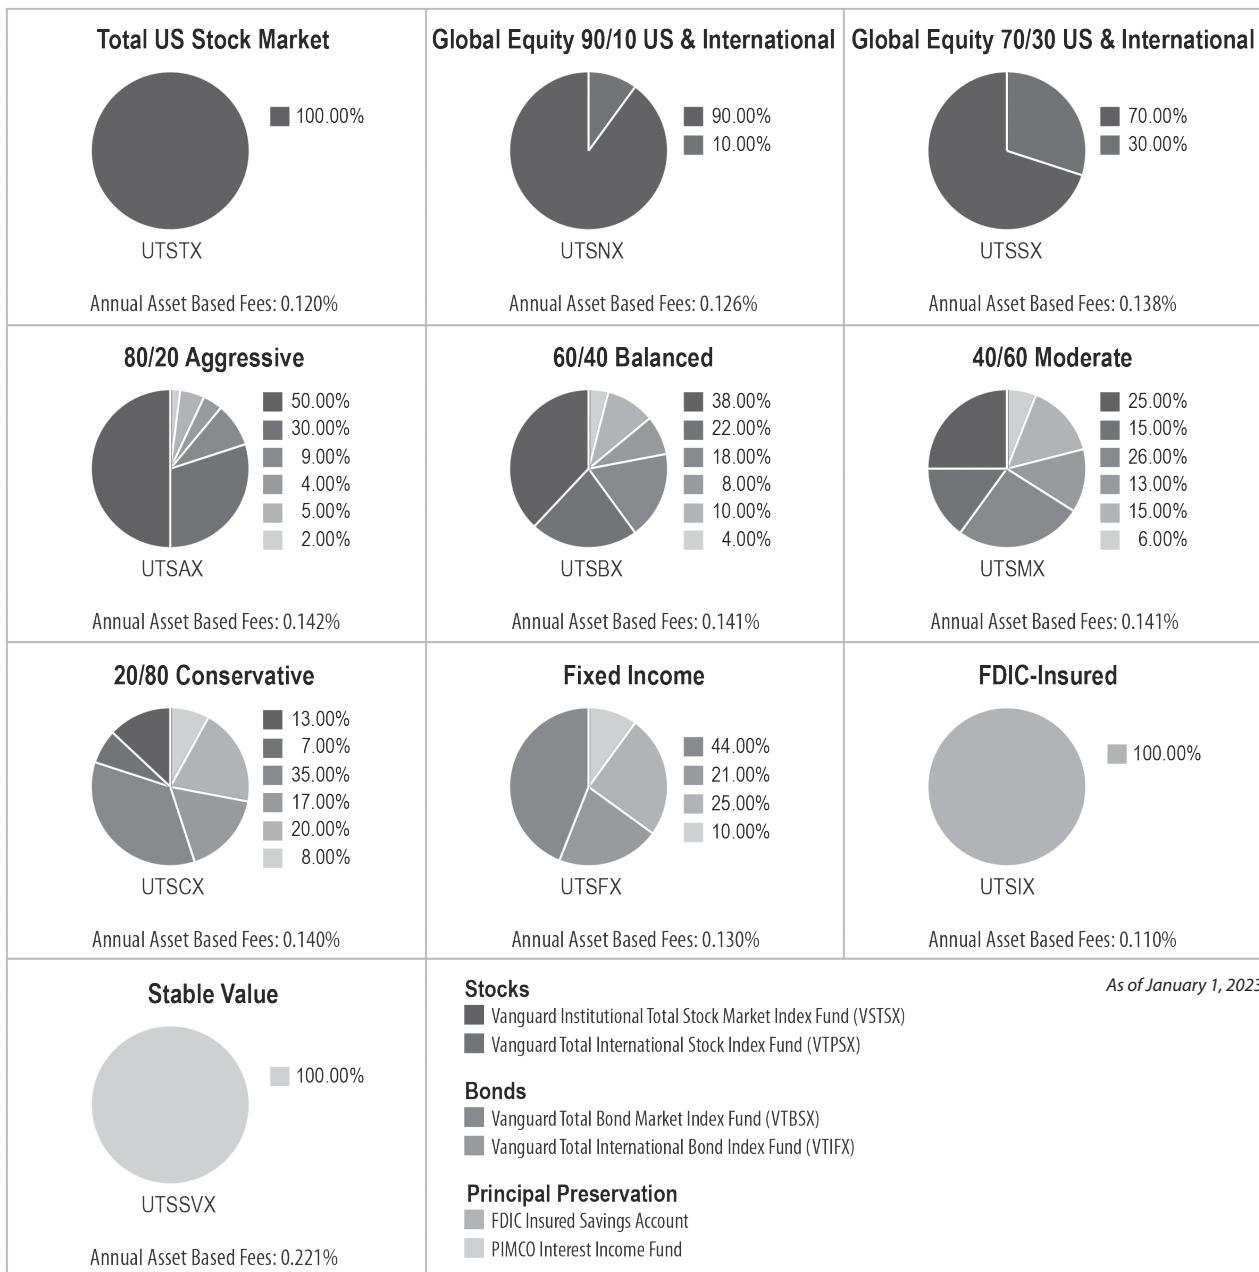 Total US Stock Market
100.00%
UTSTX
Annual Asset Based Fees: 0.120%
Global Equity 90/10 US & International
90.00%
10.00%
UTSNX
Annual Asset Based Fees: 0.126%
Global Equity 70/30 US & International
70.00%
30.00%
UTSSX
Annual Asset Based Fees: 0.138%
80/20 Aggressive
50.00%
30.00%
9.00%
4.00%
5.00%
2.00%
UTSAX
Annual Asset Based Fees: 0.142%
60/40 Balanced
38.00%
22.00%
18.00%
8.00%
10.00%
4.00%
UTSBX
Annual Asset Based Fees: 0.141%
40/60 Moderate
25.00%
15.00%
26.00%
13.00%
15.00%
6.00%
UTSMX
Annual Asset Based Fees: 0.141%
20/80 Conservative
13.00%
7.00%
35.00%
17.00%
20.00%
8.00%
UTSCX
Annual Asset Based Fees: 0.140%
Fixed Income
44.00%
21.00%
25.00%
10.00%
UTSFX
Annual Asset Based Fees: 0.130%
FDIC-Insured
100.00%
UTSIX
Annual Asset Based Fees: 0.110%
Stable Value
100.00%
UTSSVX
Annual Asset Based Fees: 0.221%
As of January 1, 2023
Stocks
Vanguard Institutional Total Stock Market Index Fund (VSTSX)
Vanguard Total International Stock Index Fund (VTPSX)
Bonds
Vanguard Total Bond Market Index Fund (VTBSX)
Vanguard Total International Bond Index Fund (VTIFX)
Principal Preservation
FDIC Insured Savings Account
PIMCO Interest Income Fund